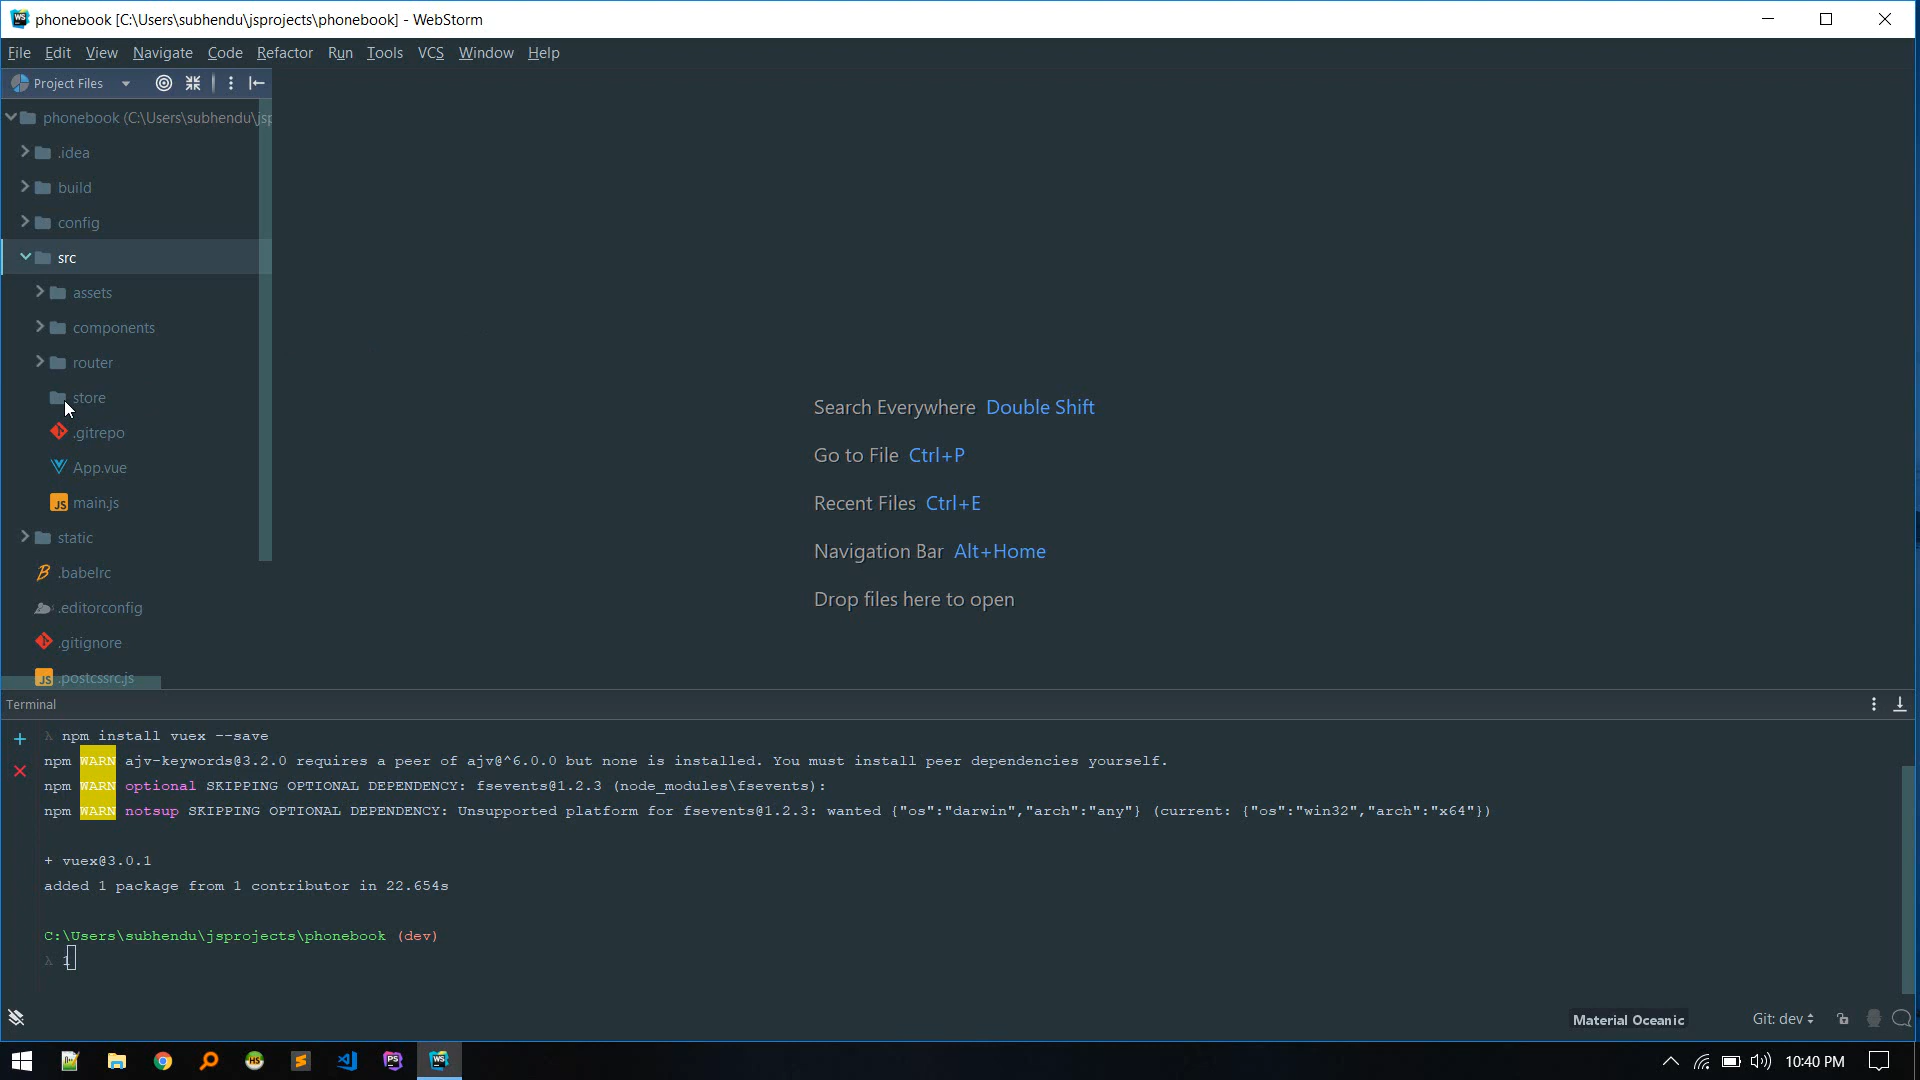 phonebook [C:\Users\subhendu\jsprojects\phonebook] - WebStorm
File Edit View Navigate Code Refactor Run Tools VCS Window Help
Project Files
phonebook (C:\Users\subhendu\jsp
.idea
build
config
src
assets
components
router
store
.gitrepo
App.vue
main.js
static
.babelrc
.editorconfig
.gitignore
.postcssrc.js
Search Everywhere Double Shift
Go to File Ctrl+P
Recent Files Ctrl+E
Navigation Bar Alt+Home
Drop files here to open
Terminal
λ npm install vuex --save
npm WARN ajv-keywords@3.2.0 requires a peer of ajv@^6.0.0 but none is installed. You must install peer dependencies yourself.
npm WARN optional SKIPPING OPTIONAL DEPENDENCY: fsevents@1.2.3 (node_modules\fsevents):
npm WARN notsup SKIPPING OPTIONAL DEPENDENCY: Unsupported platform for fsevents@1.2.3: wanted {"os":"darwin","arch":"any"} (current: {"os":"win32","arch":"x64"})
+ vuex@3.0.1
added 1 package from 1 contributor in 22.654s
C:\Users\subhendu\jsprojects\phonebook (dev)
λ 1
Material Oceanic Git: dev
10:40 PM